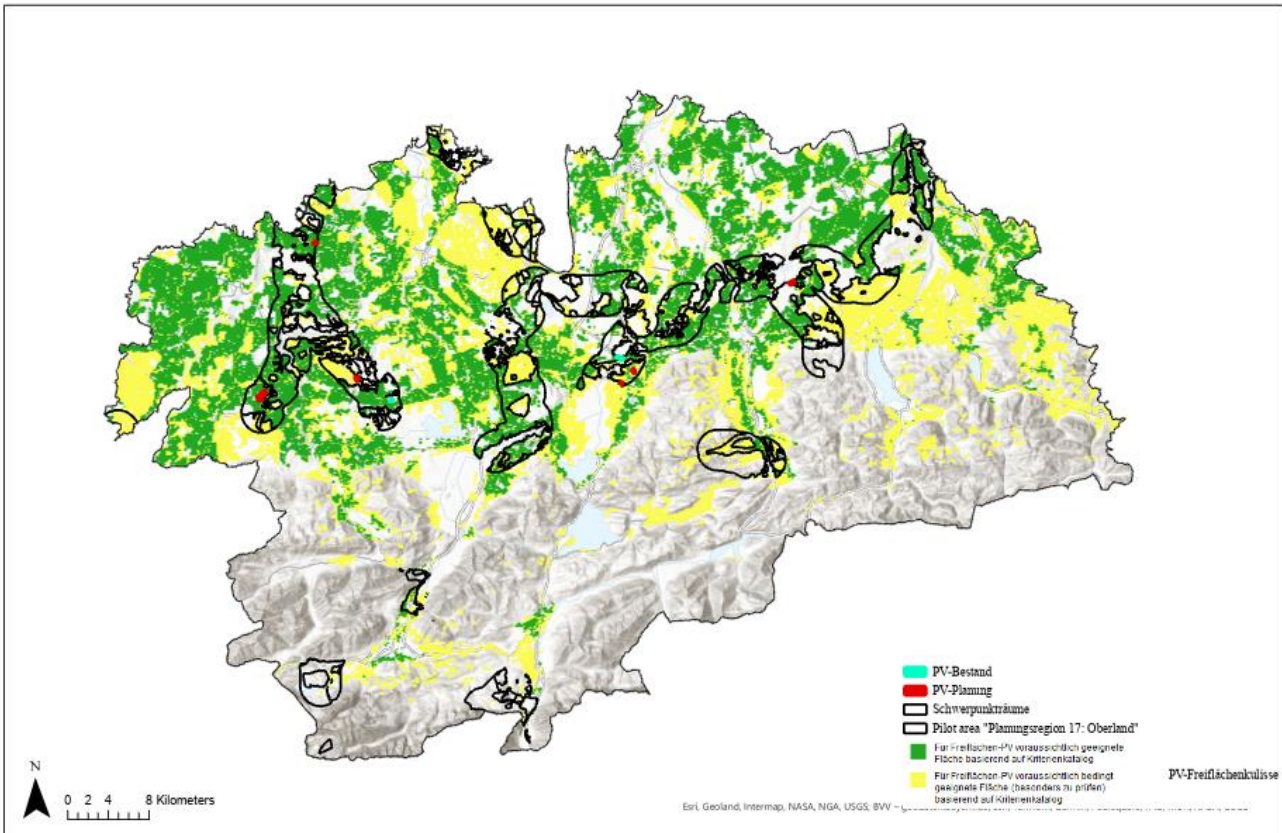 PV-Bestand
PV-Planung
Schwerpunkträume
Pilot area "Planungsregion 17: Oberland"
Für Freiflächen-PV voraussichtlich geeignete
Fläche basierend auf Kriterienkatalog
Für Freiflächen-PV voraussichtlich bedingt
geeignete Fläche (besonders zu prüfen)
basierend auf Kriterienkatalog
PV-Freiflächenkulisse
N
0 2 4 8 Kilometers
Esri, Geoland, Intermap, NASA, NGA, USGS; BVV –